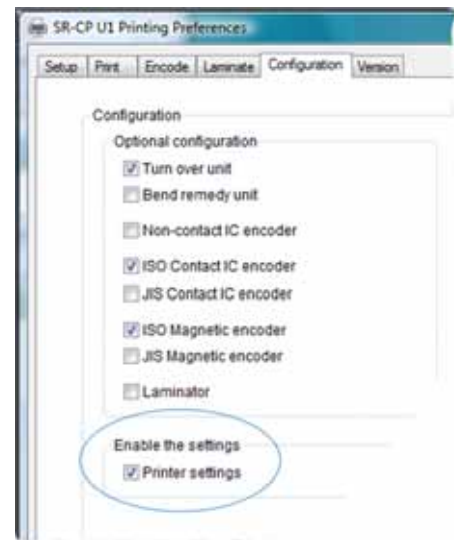 SR-CP U1 Printing Preferences
Setup Print Encode Laminate Configuration Version
Configuration
Optional configuration
Turn over unit
Bend remedy unit
Non-contact IC encoder
ISO Contact IC encoder
JIS Contact IC encoder
ISO Magnetic encoder
JIS Magnetic encoder
Laminator
Enable the settings
Printer settings